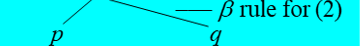 β rule for (2)
p q